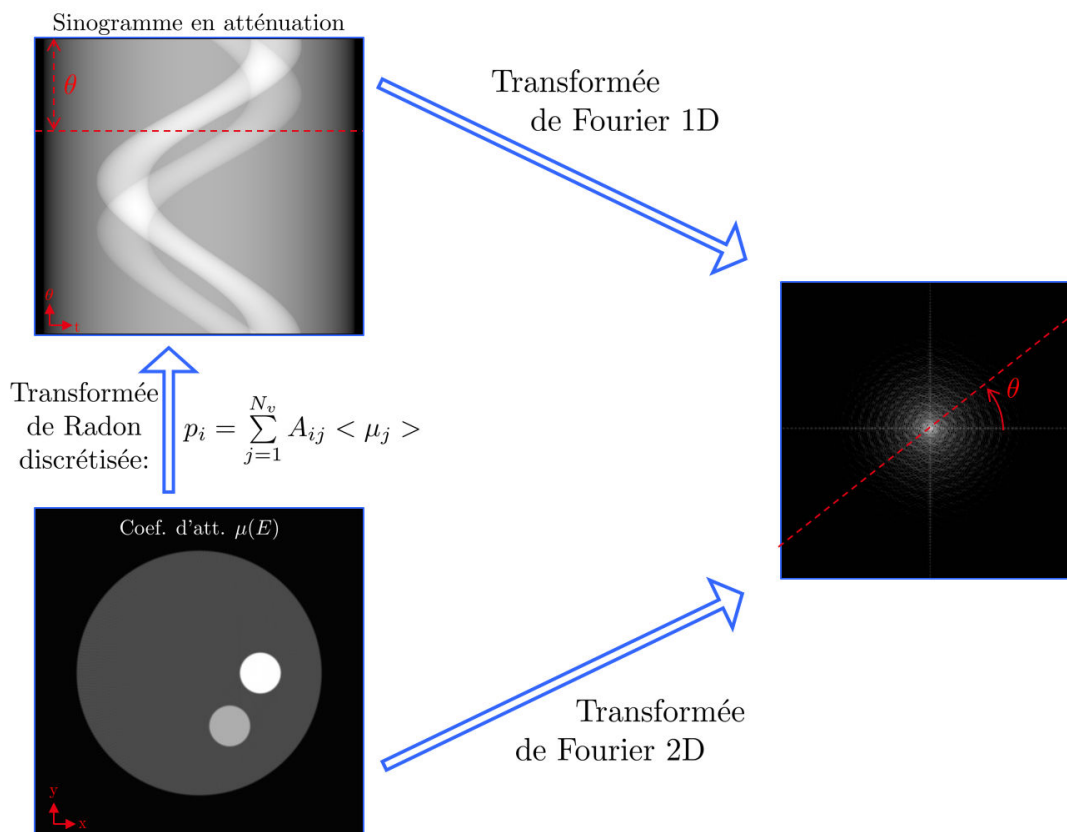 Sinogramme en atténuation
θ
θ
t
Transformée
de Fourier 1D
Transformée
de Radon
discrétisée:
p_i = \sum_{j=1}^{N_v} A_{ij} < μ_j >
θ
Coef. d'att. μ(E)
y
x
Transformée
de Fourier 2D